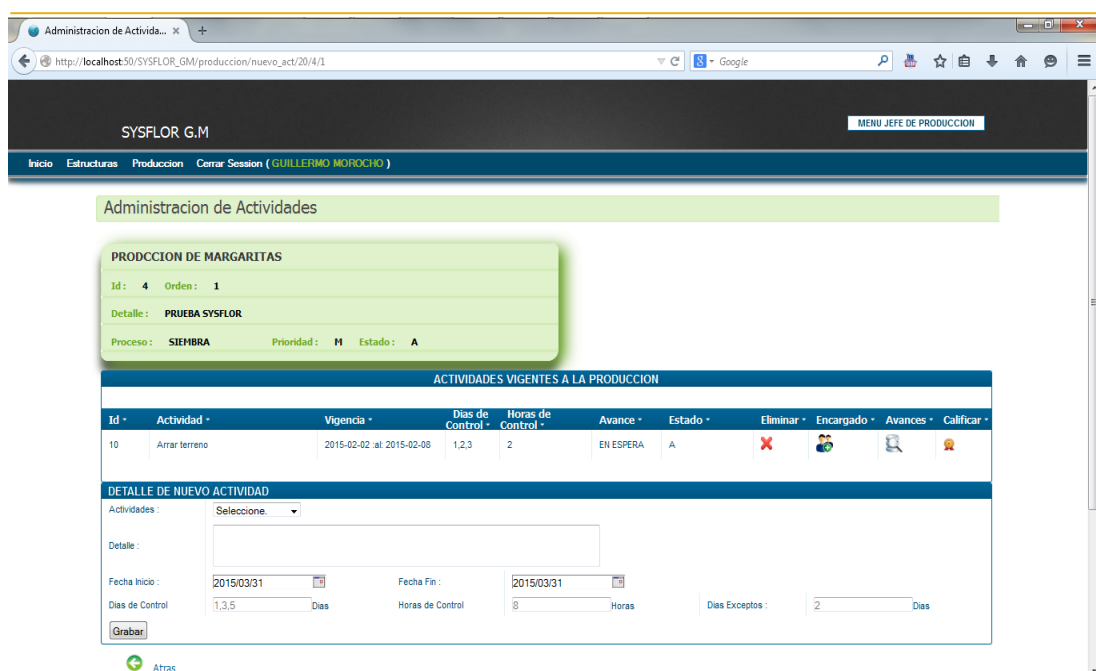 Administracion de Activida... × +
http://localhost:50/SYSFLOR_GM/produccion/nuevo_act/20/4/1
8 Google
SYSFLOR G.M
MENU JEFE DE PRODUCCION
Inicio Estructuras Produccion Cerrar Session ( GUILLERMO MOROCHO )
Administracion de Actividades
PRODCCION DE MARGARITAS
Id : 4 Orden : 1
Detalle : PRUEBA SYSFLOR
Proceso : SIEMBRA Prioridad : M Estado : A
ACTIVIDADES VIGENTES A LA PRODUCCION
Id Actividad Vigencia Dias de Control Horas de Control Avance Estado Eliminar Encargado Avances Calificar
10 Arrar terreno 2015-02-02 :al: 2015-02-08 1,2,3 2 EN ESPERA A
DETALLE DE NUEVO ACTIVIDAD
Actividades : Seleccione.
Detalle :
Fecha Inicio : 2015/03/31 Fecha Fin : 2015/03/31
Dias de Control 1,3,5 Dias Horas de Control 8 Horas Dias Exceptos : 2 Dias
Grabar
Atras